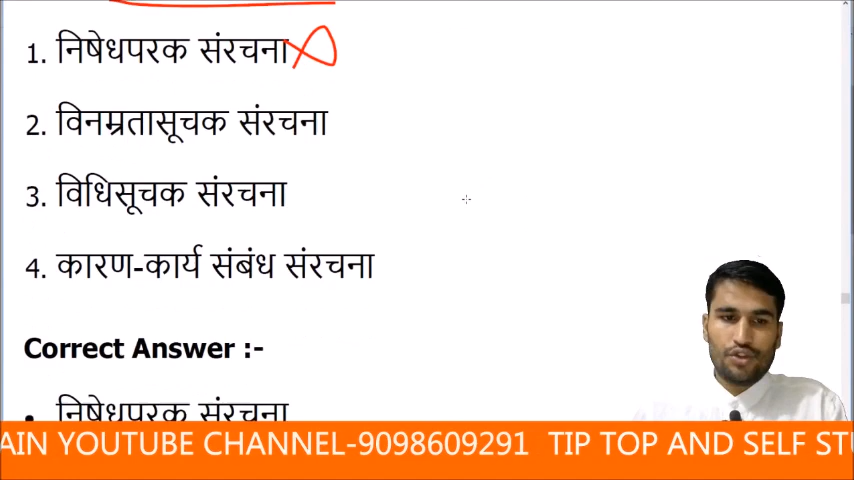 1. निषेधपरक संरचना
2. विनम्रतासूचक संरचना
3. विधिसूचक संरचना
4. कारण-कार्य संबंध संरचना
Correct Answer :-
• निषेधपरक संरचना
AIN YOUTUBE CHANNEL-9098609291 TIP TOP AND SELF STU